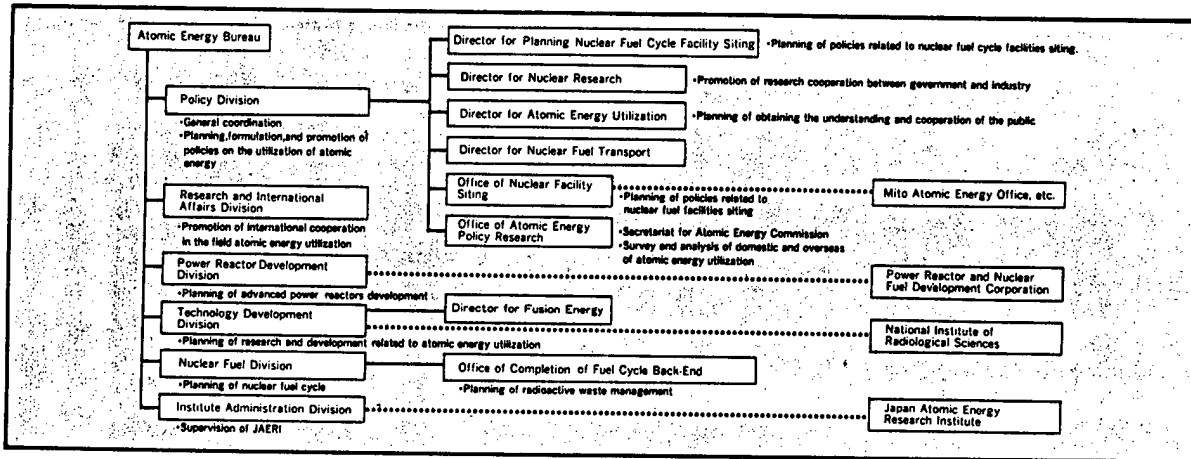 Atomic Energy Bureau
Policy Division
•General coordination
•Planning,formulation,and promotion of
policies on the utilization of atomic
energy
Research and International
Affairs Division
•Promotion of international cooperation
in the field atomic energy utilization
Power Reactor Development
Division
•Planning of advanced power reactors development
Technology Development
Division
•Planning of research and development related to atomic energy utilization
Nuclear Fuel Division
•Planning of nuclear fuel cycle
Institute Administration Division
•Supervision of JAERI
Director for Planning Nuclear Fuel Cycle Facility Siting
•Planning of policies related to nuclear fuel cycle facilities siting.
Director for Nuclear Research
•Promotion of research cooperation between government and industry
Director for Atomic Energy Utilization
•Planning of obtaining the understanding and cooperation of the public
Director for Nuclear Fuel Transport
Office of Nuclear Facility
Siting
•Planning of policies related to
nuclear fuel facilities siting
Office of Atomic Energy
Policy Research
•Secretariat for Atomic Energy Commission
•Survey and analysis of domestic and overseas
of atomic energy utilization
Director for Fusion Energy
Office of Completion of Fuel Cycle Back-End
•Planning of radioactive waste management
Mito Atomic Energy Office, etc.
Power Reactor and Nuclear
Fuel Development Corporation
National Institute of
Radiological Sciences
Japan Atomic Energy
Research Institute